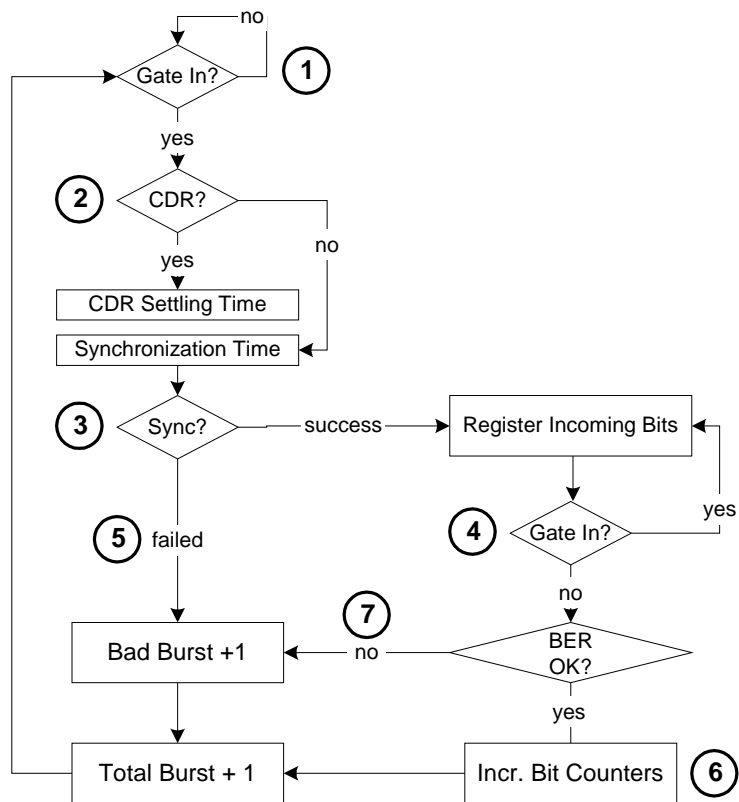 no
Gate In?
1
yes
2
CDR?
no
yes
CDR Settling Time
Synchronization Time
3
Sync?
success
Register Incoming Bits
yes
4
Gate In?
5
failed
no
7
BER
OK?
Bad Burst +1
no
yes
Total Burst + 1
Incr. Bit Counters
6